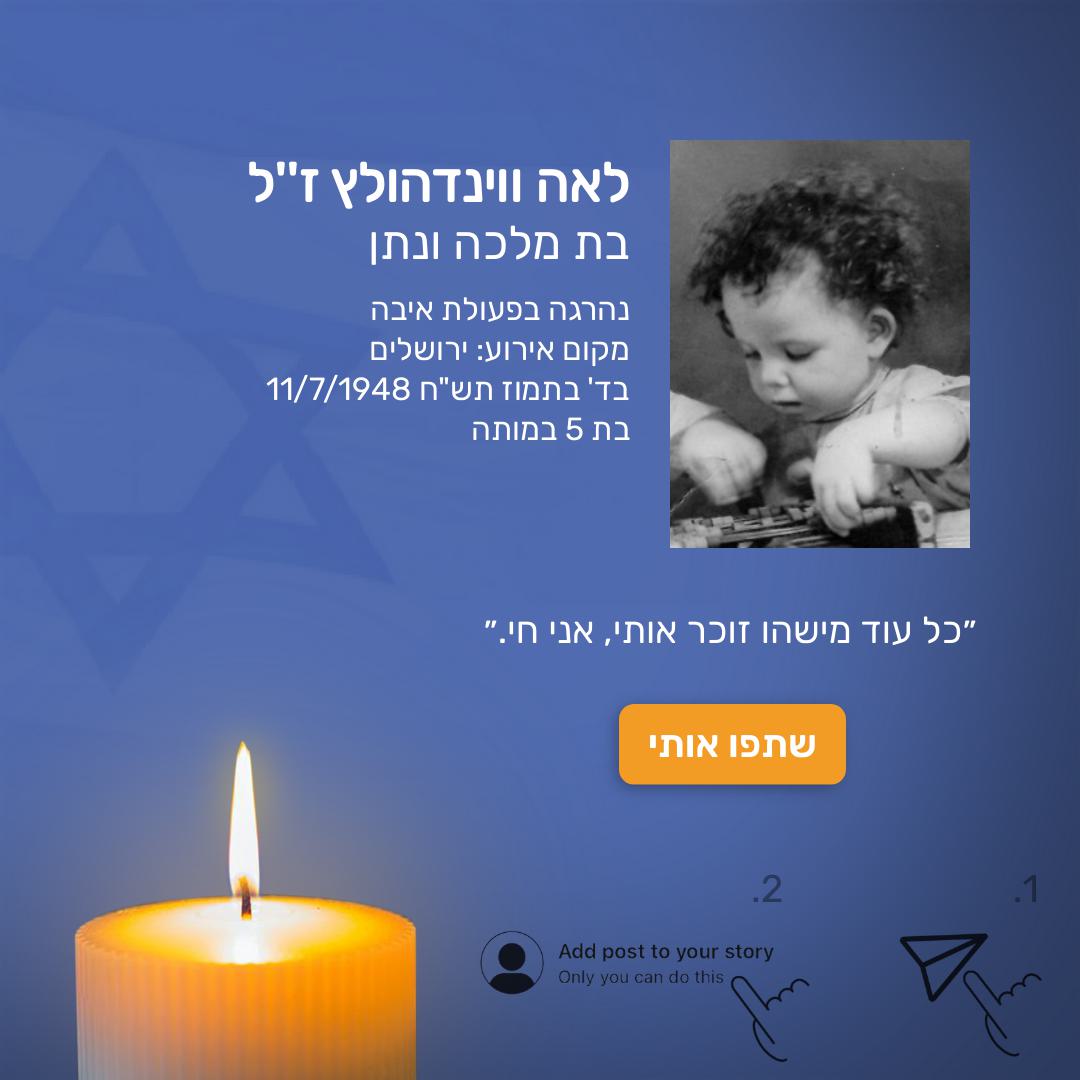 לאה ווינדהולץ ז"ל
בת מלכה ונתן
נהרגה בפעולת איבה
מקום אירוע: ירושלים
בד' בתמוז תש"ח 11/7/1948
בת 5 במותה
״כל עוד מישהו זוכר אותי, אני חי.״
שתפו אותי
1.
2.
Add post to your story
Only you can do this